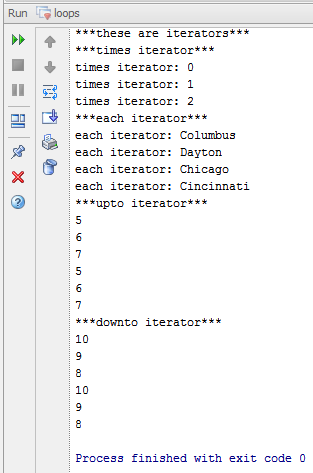 Run loops
***these are iterators***
***times iterator***
times iterator: 0
times iterator: 1
times iterator: 2
***each iterator***
each iterator: Columbus
each iterator: Dayton
each iterator: Chicago
each iterator: Cincinnati
***upto iterator***
5
6
7
5
6
7
***downto iterator***
10
9
8
10
9
8
Process finished with exit code 0